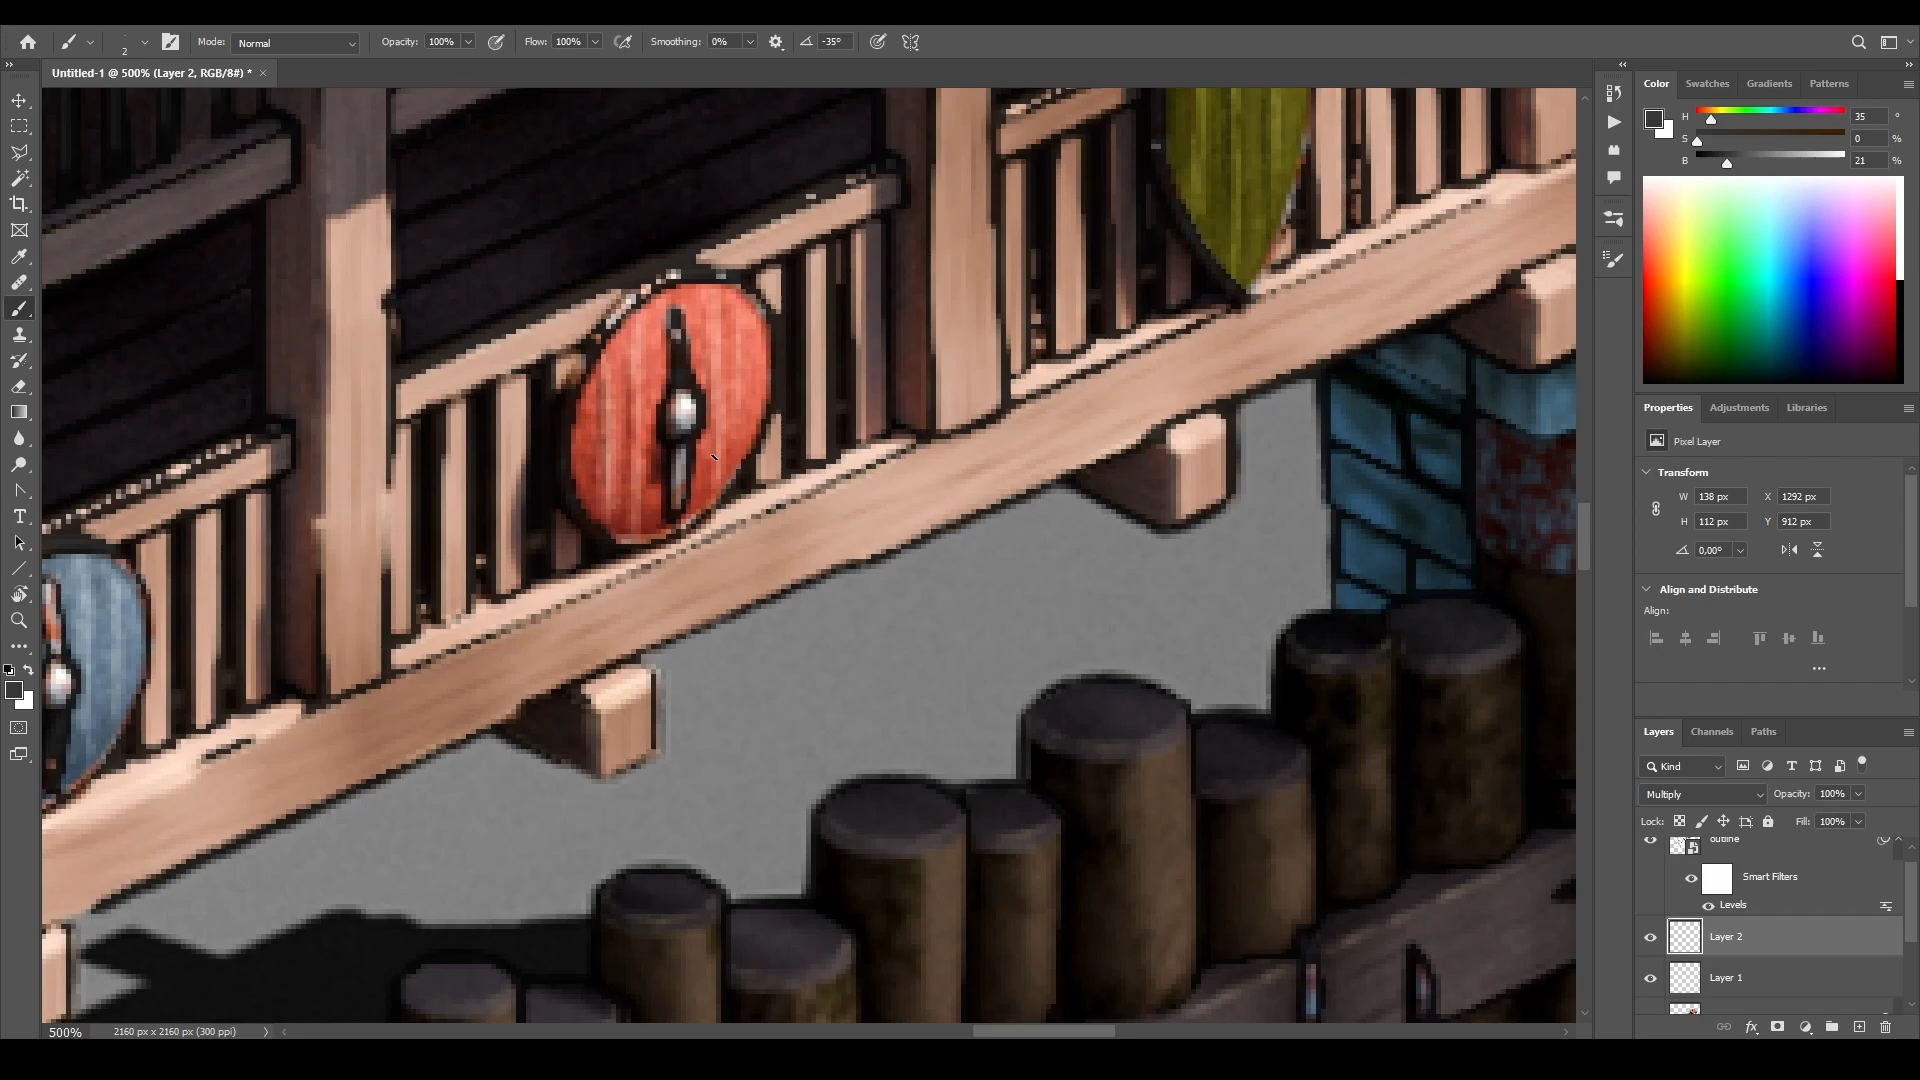 2 Mode: Normal Opacity: 100% Flow: 100% Smoothing: 0% -35°
Untitled-1 @ 500% (Layer 2, RGB/8#) * ×
Color Swatches Gradients Patterns
H 35 °
S 0 %
B 21 %
Properties Adjustments Libraries
Pixel Layer
Transform
W 138 px X 1292 px
H 112 px Y 912 px
0,00°
Align and Distribute
Align:
Layers Channels Paths
Kind
Multiply Opacity: 100%
Lock: Fill: 100%
outline
Smart Filters
Levels
Layer 2
Layer 1
500% 2160 px x 2160 px (300 ppi)